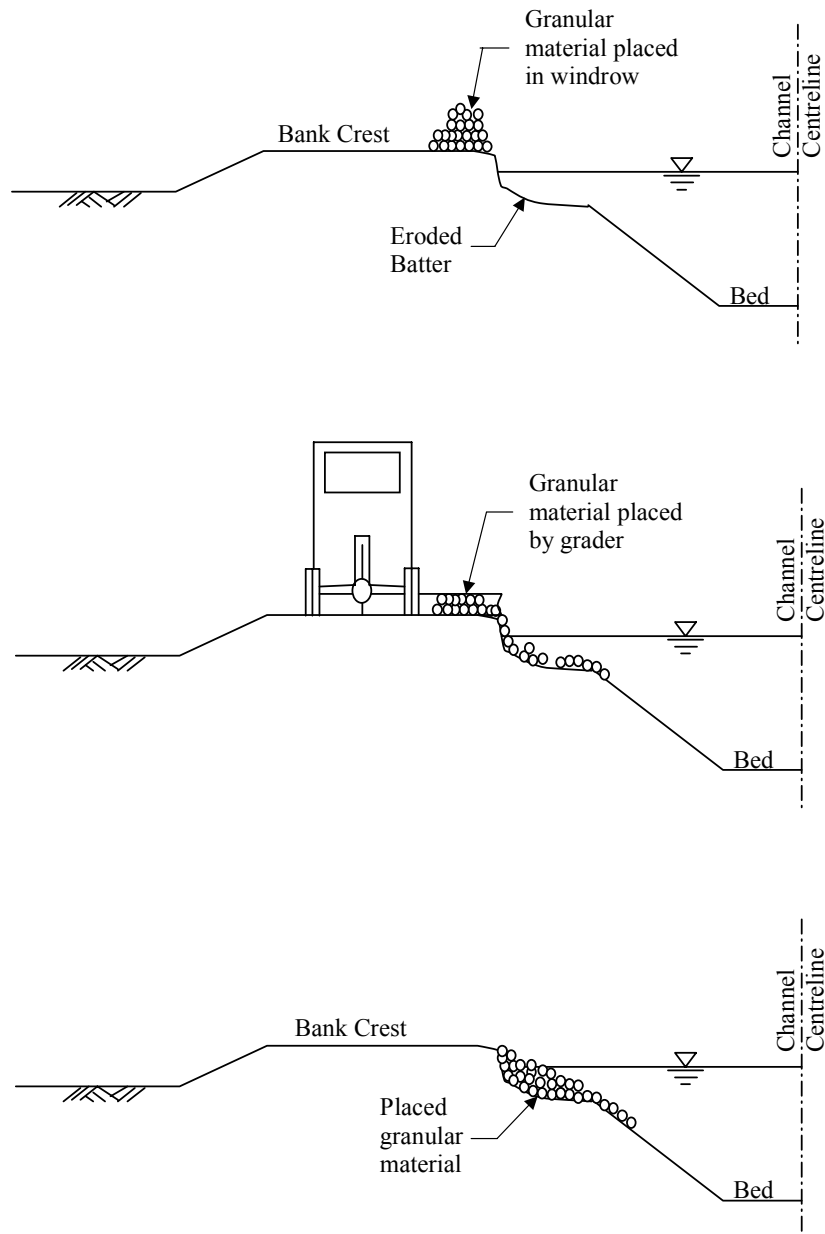 Granular
material placed
in windrow
Bank Crest
Channel
Centreline
Eroded
Batter
Bed
Granular
material placed
by grader
Channel
Centreline
Bed
Bank Crest
Channel
Centreline
Placed
granular
material
Bed